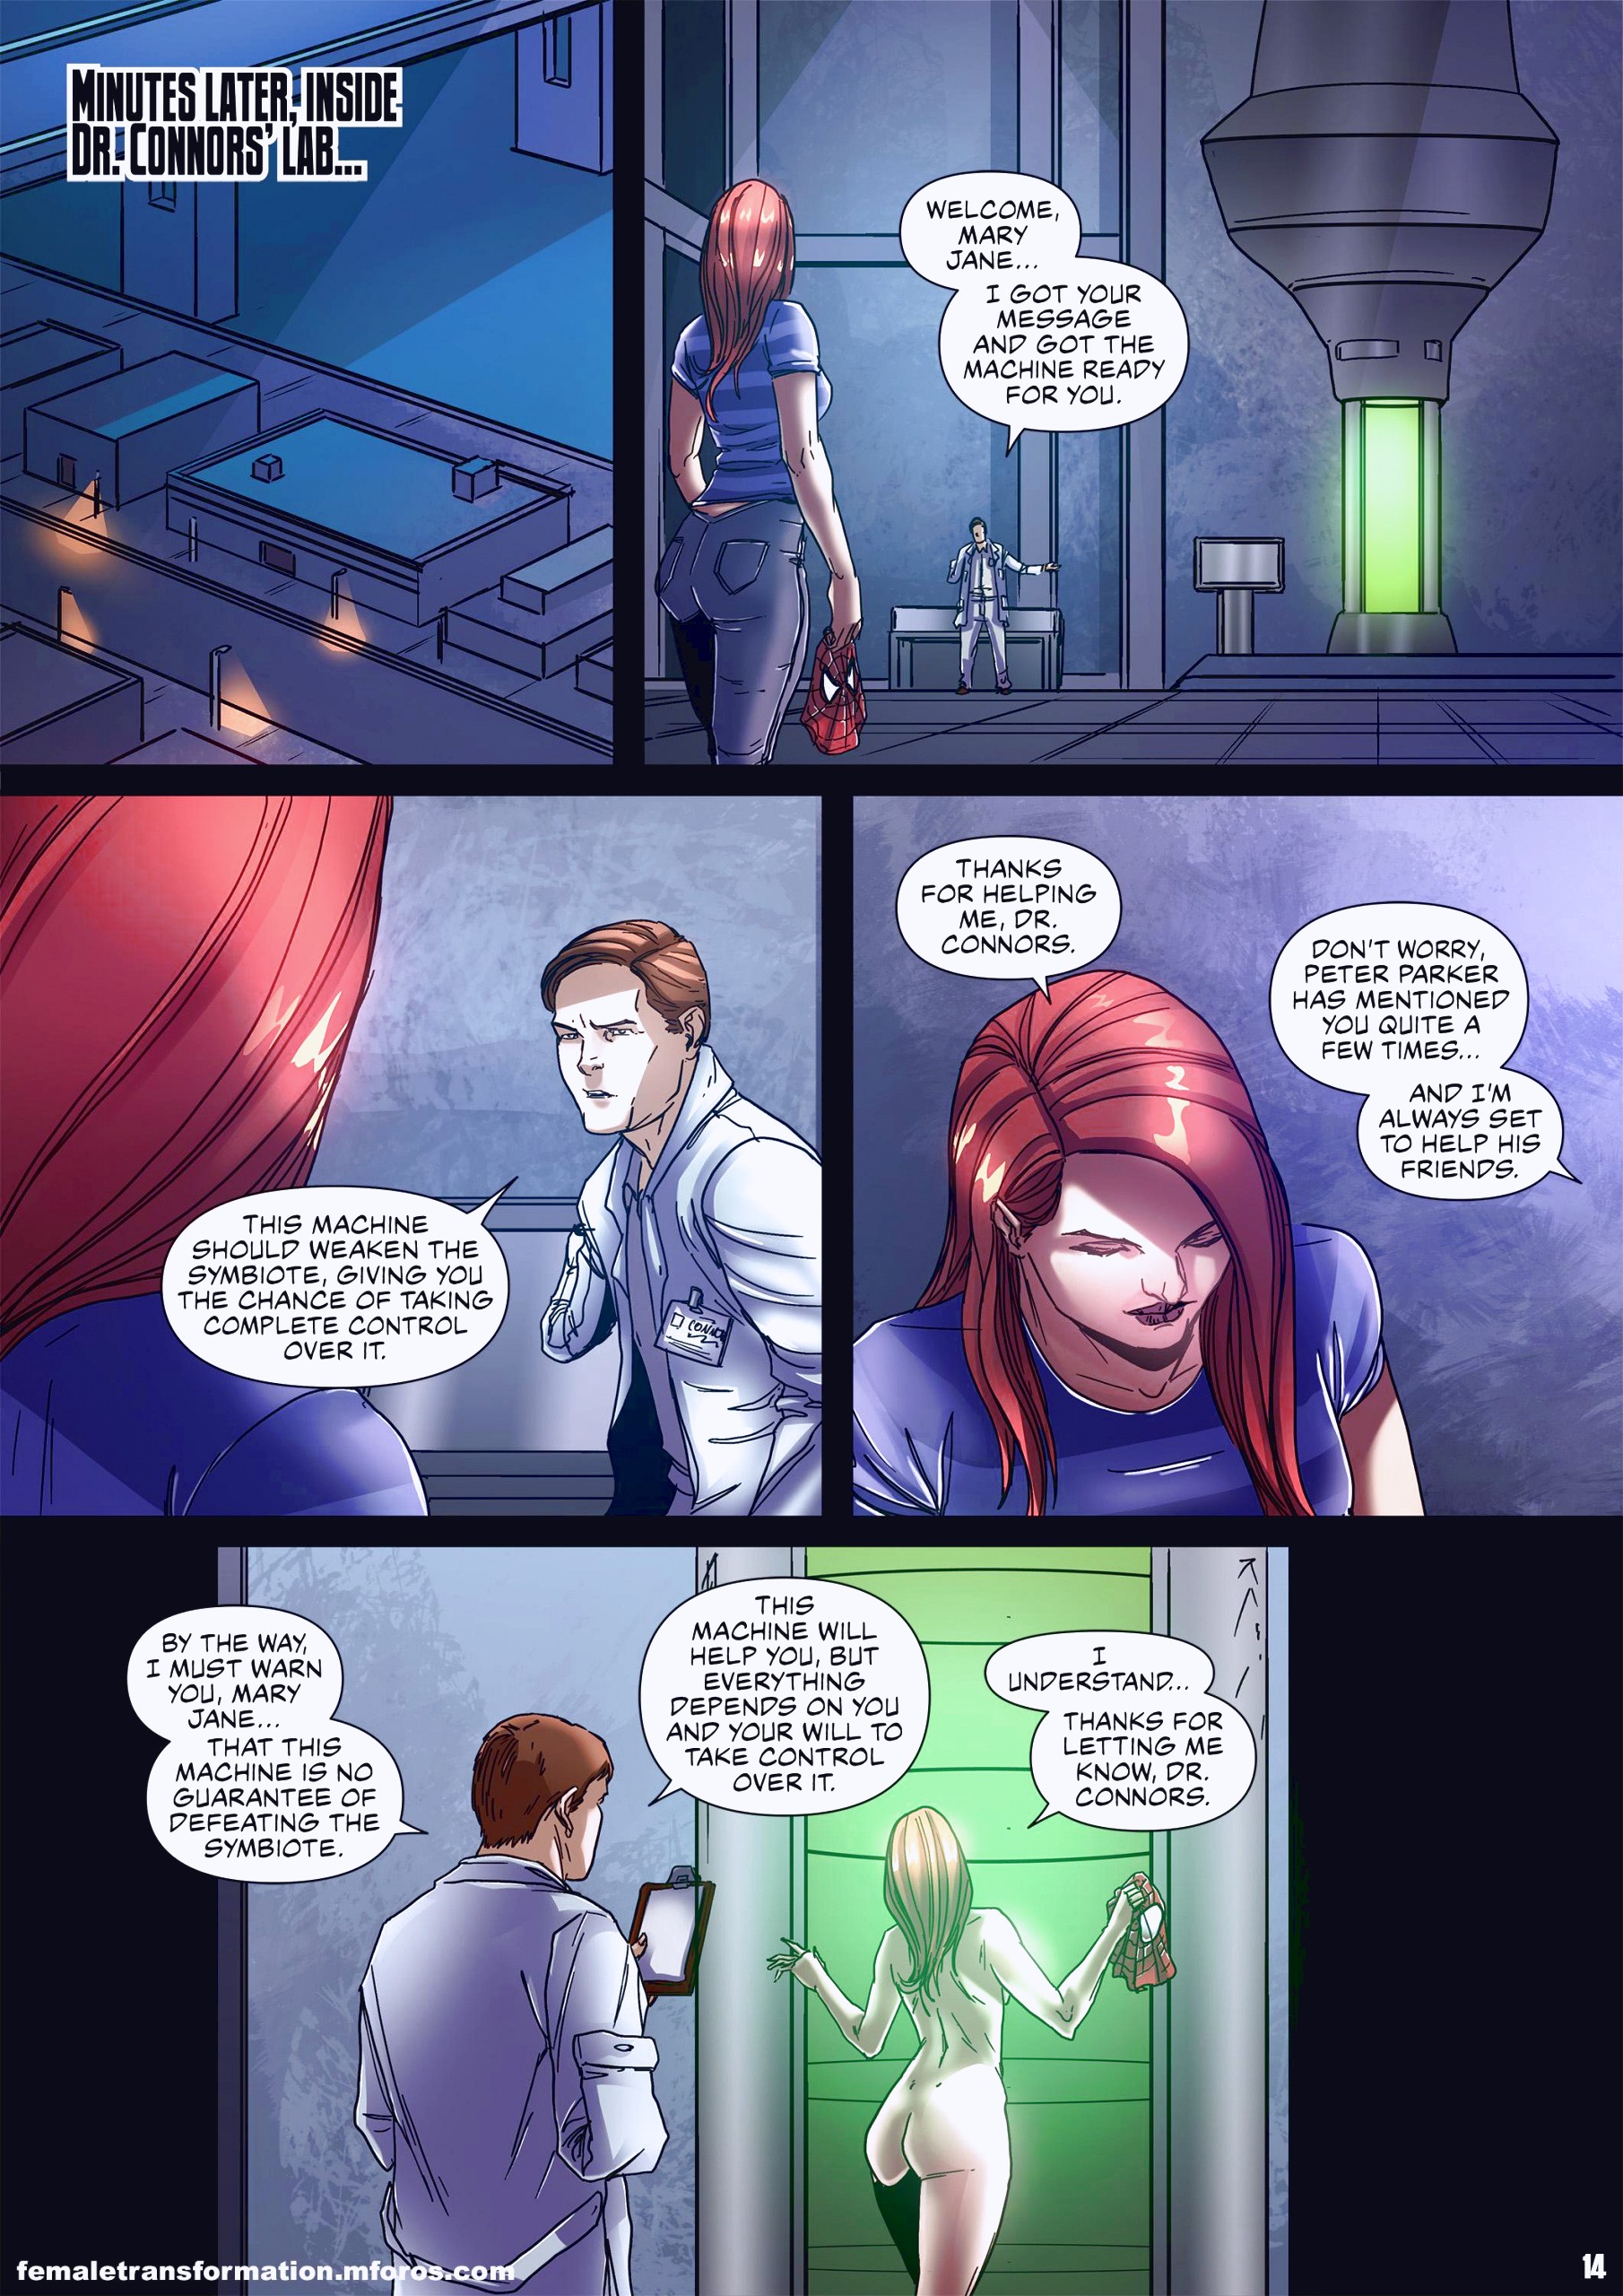 MINUTES LATER, INSIDE
DR. CONNORS' LAB...
WELCOME,
MARY
JANE...
I GOT YOUR
MESSAGE
AND GOT THE
MACHINE READY
FOR YOU.
THIS MACHINE
SHOULD WEAKEN THE
SYMBIOTE, GIVING YOU
THE CHANCE OF TAKING
COMPLETE CONTROL
OVER IT.
THANKS
FOR HELPING
ME, DR.
CONNORS.
DON'T WORRY,
PETER PARKER
HAS MENTIONED
YOU QUITE A
FEW TIMES...
AND I'M
ALWAYS SET
TO HELP HIS
FRIENDS.
BY THE WAY,
I MUST WARN
YOU, MARY
JANE...
THAT THIS
MACHINE IS NO
GUARANTEE OF
DEFEATING THE
SYMBIOTE.
THIS
MACHINE WILL
HELP YOU, BUT
EVERYTHING
DEPENDS ON YOU
AND YOUR WILL TO
TAKE CONTROL
OVER IT.
I
UNDERSTAND...
THANKS FOR
LETTING ME
KNOW, DR.
CONNORS.
femaletransformation.mforos.com
14